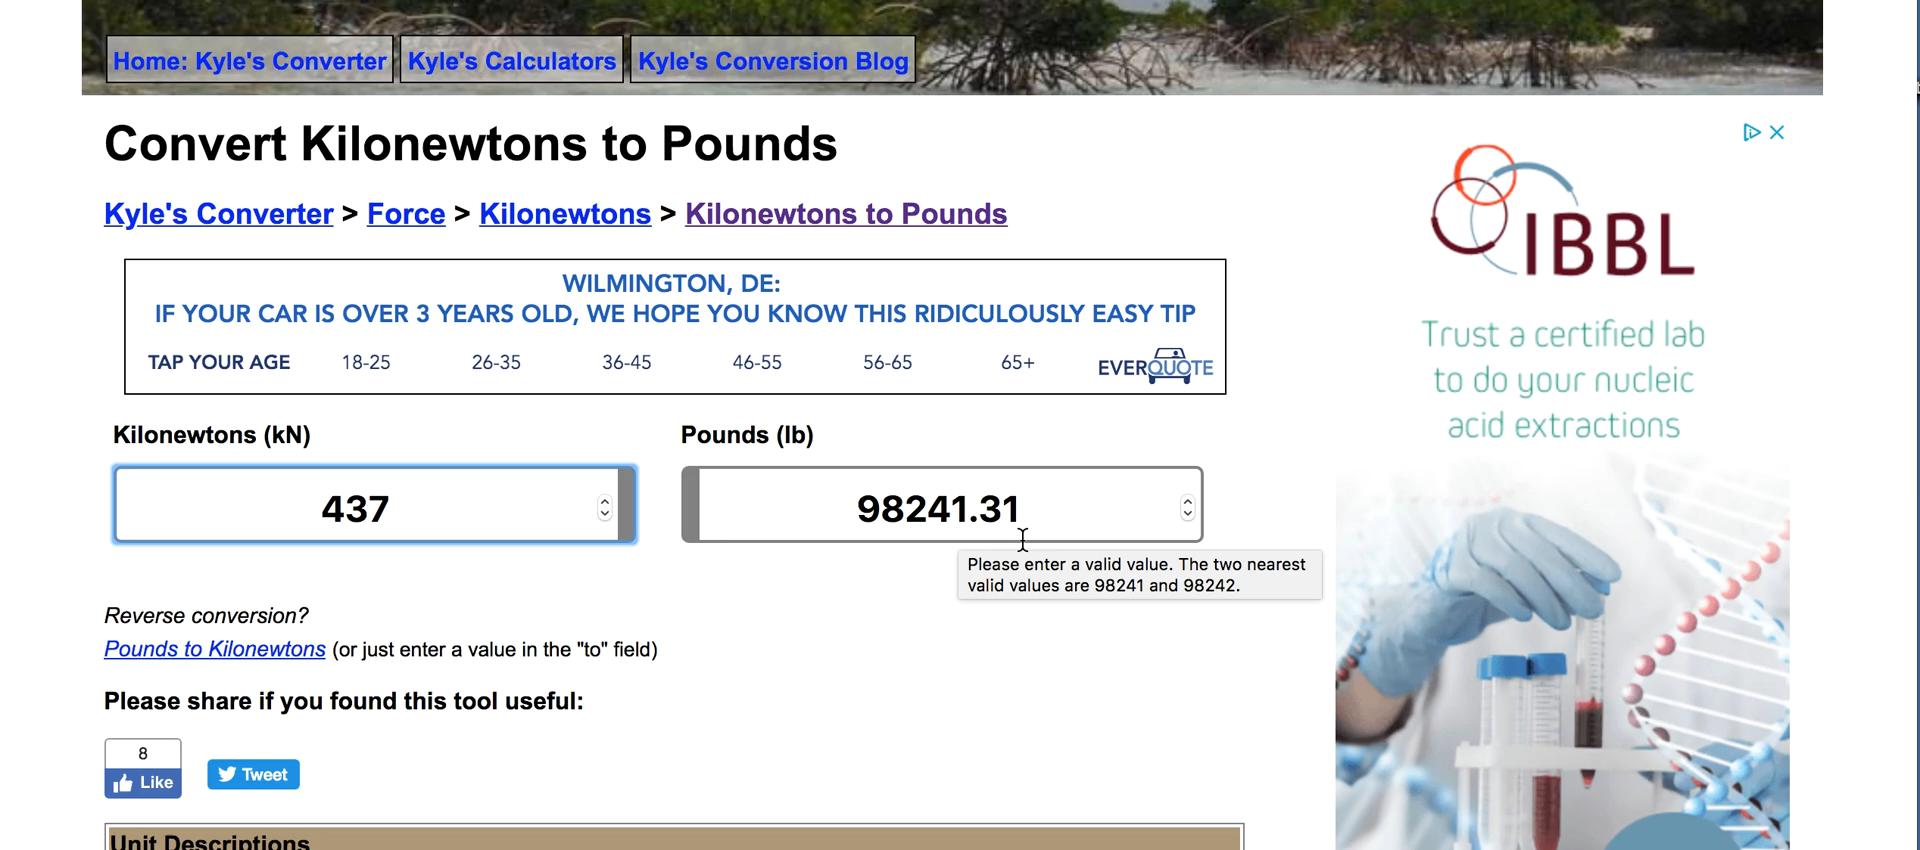 Home: Kyle's Converter
Kyle's Calculators
Kyle's Conversion Blog
Convert Kilonewtons to Pounds
Kyle's Converter > Force > Kilonewtons > Kilonewtons to Pounds
WILMINGTON, DE:
IF YOUR CAR IS OVER 3 YEARS OLD, WE HOPE YOU KNOW THIS RIDICULOUSLY EASY TIP
TAP YOUR AGE 18-25 26-35 36-45 46-55 56-65 65+ EVERQUOTE
Kilonewtons (kN)
Pounds (lb)
437
98241.31
Please enter a valid value. The two nearest
valid values are 98241 and 98242.
Reverse conversion?
Pounds to Kilonewtons (or just enter a value in the "to" field)
Please share if you found this tool useful:
8
Like
Tweet
Unit Descriptions
IBBL
Trust a certified lab
to do your nucleic
acid extractions